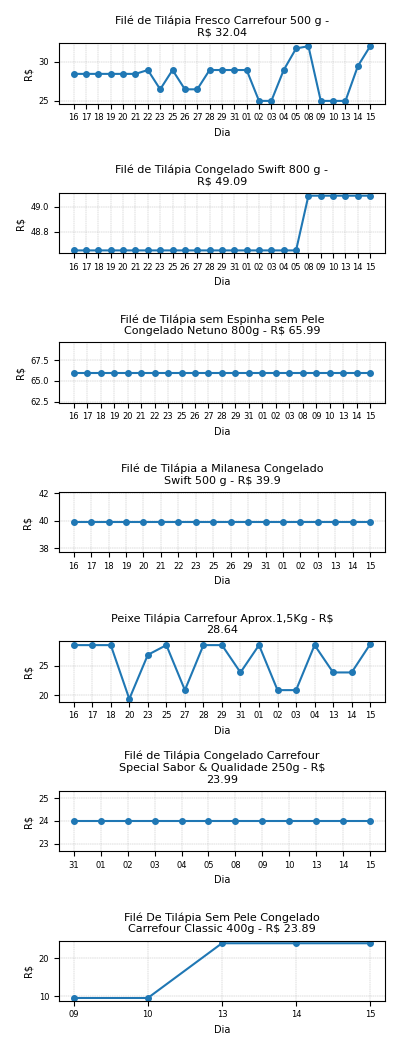 Filé de Tilápia Fresco Carrefour 500 g -
R$ 32.04
R$
30
25
16 17 18 19 20 21 22 23 25 26 27 28 29 31 01 02 03 04 05 08 09 10 13 14 15
Dia
Filé de Tilápia Congelado Swift 800 g -
R$ 49.09
R$
49.0
48.8
16 17 18 19 20 21 22 23 25 26 27 28 29 31 01 02 03 04 05 08 09 10 13 14 15
Dia
Filé de Tilápia sem Espinha sem Pele
Congelado Netuno 800g - R$ 65.99
R$
67.5
65.0
62.5
16 17 18 19 20 21 22 23 25 26 27 28 29 31 01 02 03 08 09 10 13 14 15
Dia
Filé de Tilápia a Milanesa Congelado
Swift 500 g - R$ 39.9
R$
42
40
38
16 17 18 19 20 21 22 23 25 26 29 31 01 02 03 13 14 15
Dia
Peixe Tilápia Carrefour Aprox.1,5Kg - R$
28.64
R$
25
20
16 17 18 20 23 25 27 28 29 31 01 02 03 04 13 14 15
Dia
Filé de Tilápia Congelado Carrefour
Special Sabor & Qualidade 250g - R$
23.99
R$
25
24
23
31 01 02 03 04 05 08 09 10 13 14 15
Dia
Filé De Tilápia Sem Pele Congelado
Carrefour Classic 400g - R$ 23.89
R$
20
10
09 10 13 14 15
Dia